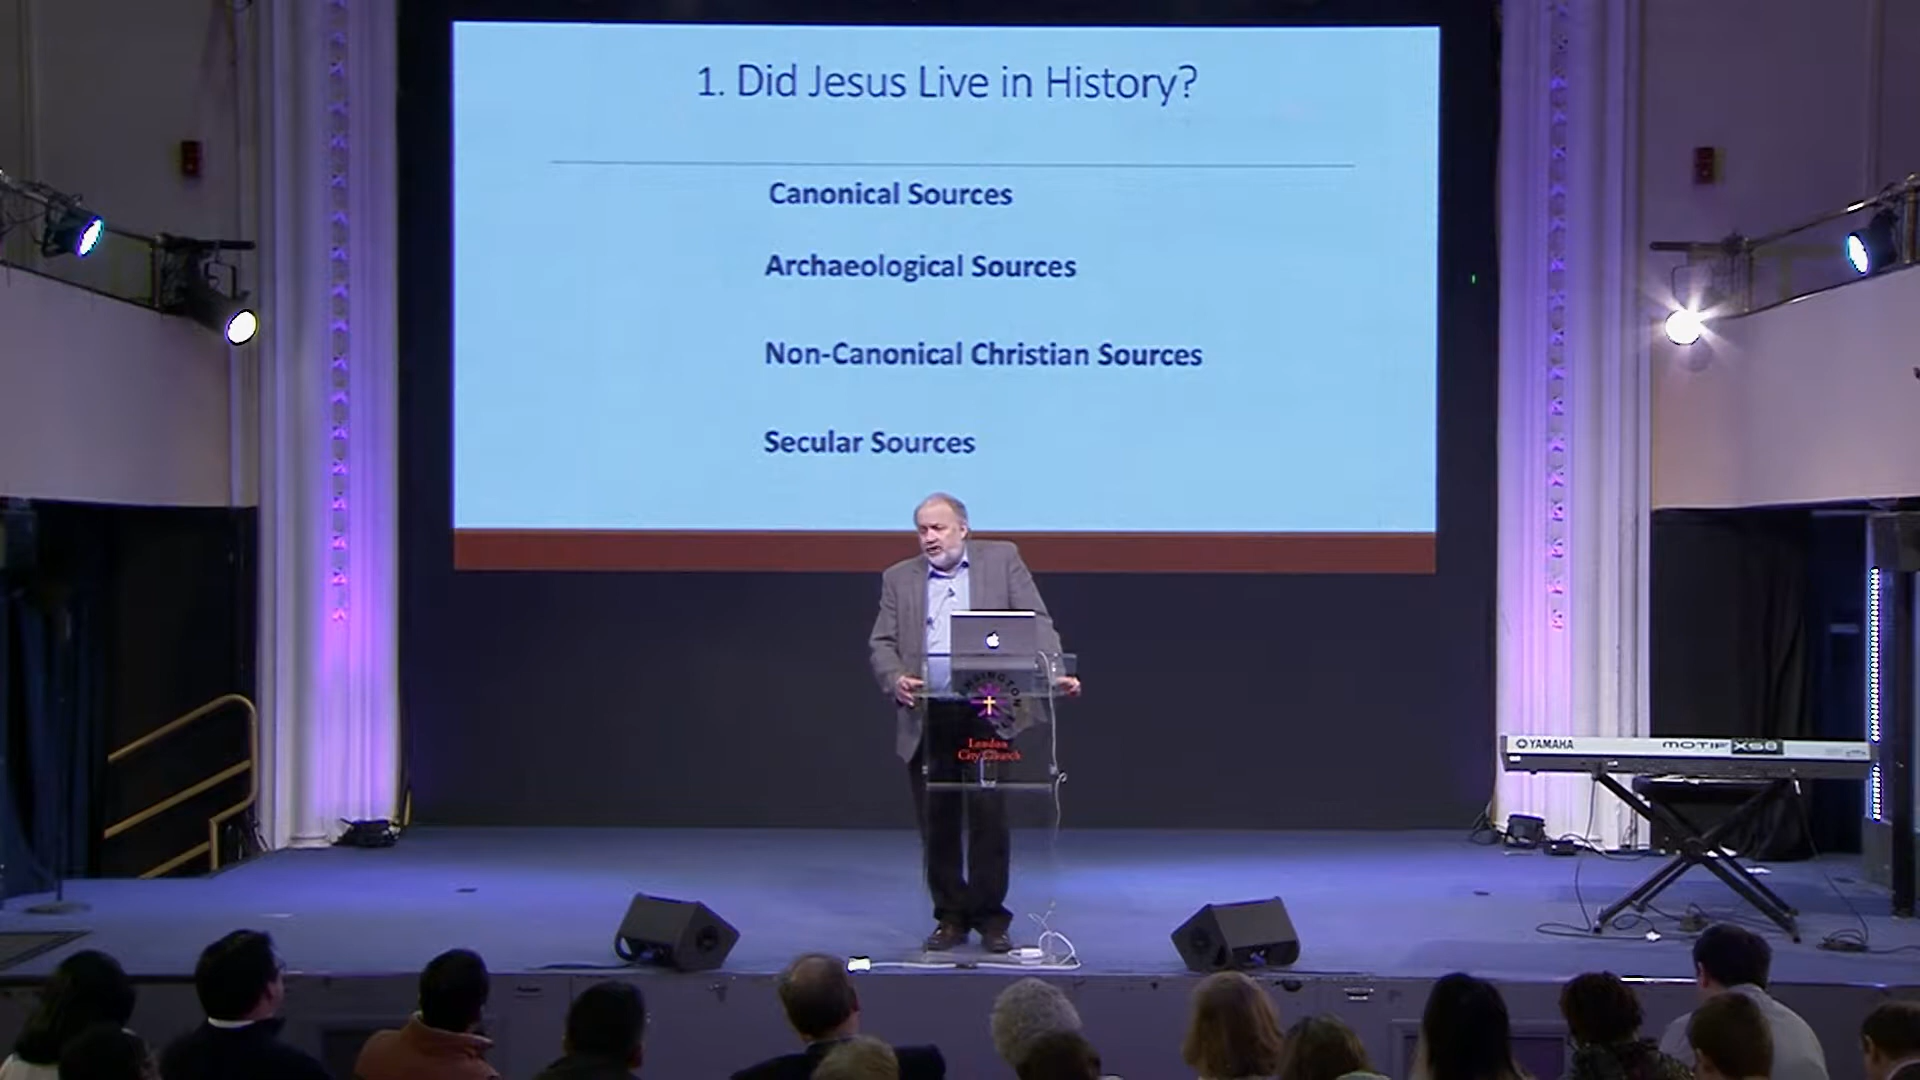 1. Did Jesus Live in History?
Canonical Sources
Archaeological Sources
Non-Canonical Christian Sources
Secular Sources
London
City Church
YAMAHA
MOTIF XS8